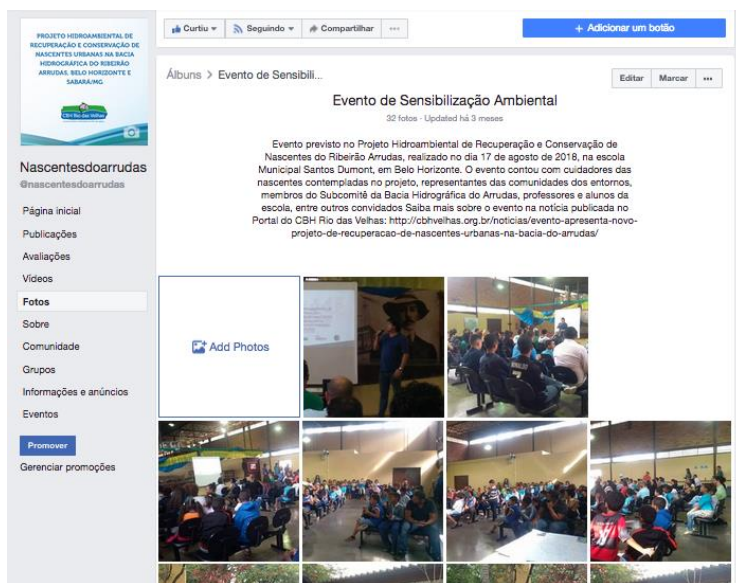 PROJETO HIDROAMBIENTAL DE
RECUPERAÇÃO E CONSERVAÇÃO DE
NASCENTES URBANAS NA BACIA
HIDROGRÁFICA DO RIBEIRÃO
ARRUDAS, BELO HORIZONTE E
SABARÁ/MG
CBH Rio das Velhas
Nascentesdoarrudas
@nascentesdoarrudas
Página inicial
Publicações
Avaliações
Vídeos
Fotos
Sobre
Comunidade
Grupos
Informações e anúncios
Eventos
Promover
Gerenciar promoções
Curtiu Seguindo Compartilhar ...
+ Adicionar um botão
Álbuns > Evento de Sensibili...
Editar Marcar ...
Evento de Sensibilização Ambiental
32 fotos · Updated há 3 meses
Evento previsto no Projeto Hidroambiental de Recuperação e Conservação de
Nascentes do Ribeirão Arrudas, realizado no dia 17 de agosto de 2018, na escola
Municipal Santos Dumont, em Belo Horizonte. O evento contou com cuidadores das
nascentes contempladas no projeto, representantes das comunidades dos entornos,
membros do Subcomitê da Bacia Hidrográfica do Arrudas, professores e alunos da
escola, entre outros convidados Saiba mais sobre o evento na notícia publicada no
Portal do CBH Rio das Velhas: http://cbhvelhas.org.br/noticias/evento-apresenta-novo-
projeto-de-recuperacao-de-nascentes-urbanas-na-bacia-do-arrudas/
Add Photos